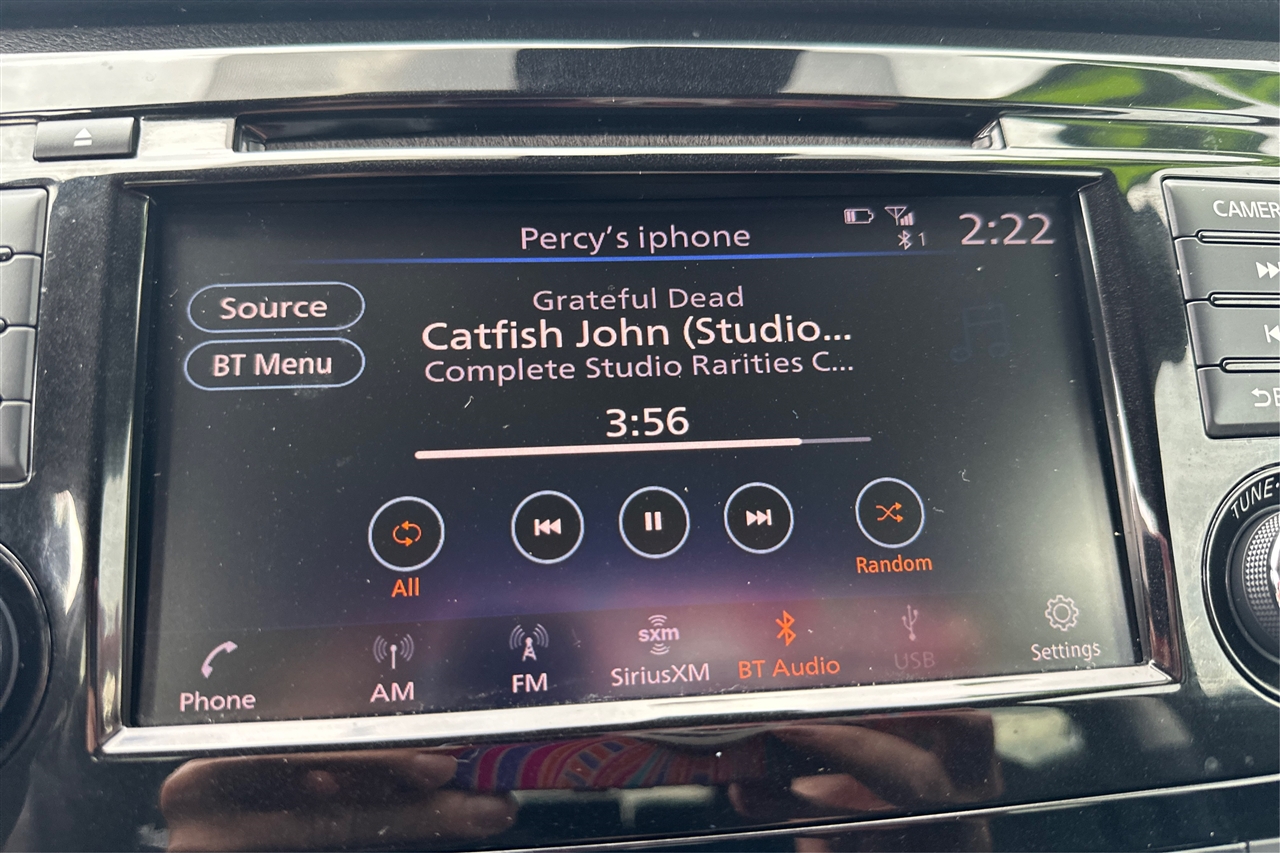 Percy's iphone
1
2:22
Source
BT Menu
Grateful Dead
Catfish John (Studio...
Complete Studio Rarities C...
3:56
All
Random
Phone
AM
FM
sxm
SiriusXM
BT Audio
USB
Settings
CAMER
TUNE